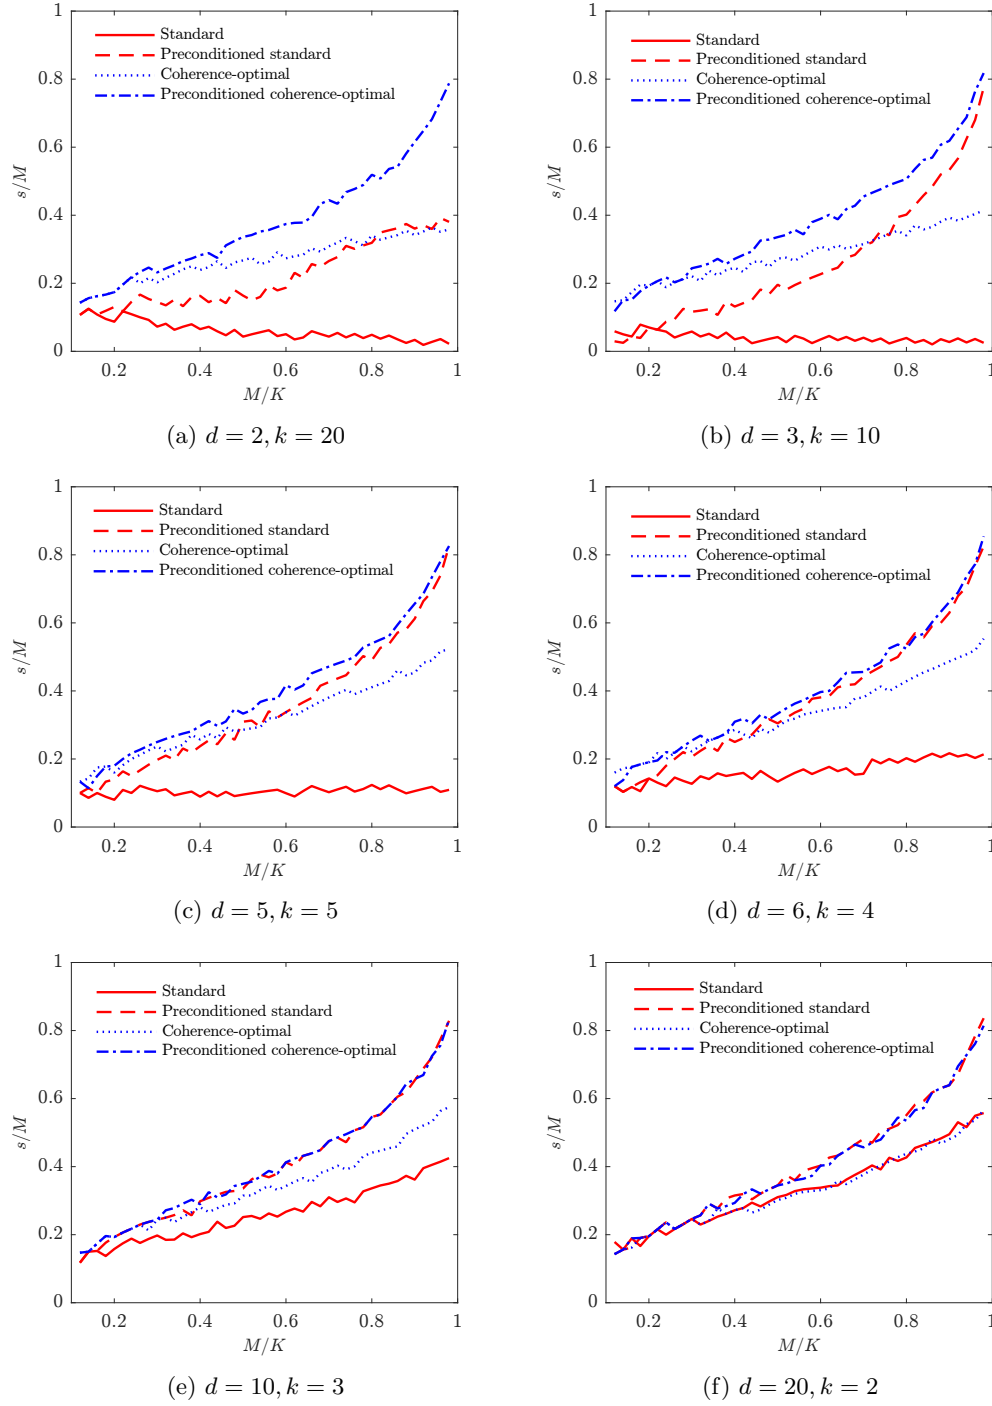 1
0.8
0.6
0.4
0.2
0
s/M
Standard
Preconditioned standard
Coherence-optimal
Preconditioned coherence-optimal
0.2 0.4 0.6 0.8 1
M/K
(a) d = 2, k = 20
1
0.8
0.6
0.4
0.2
0
s/M
Standard
Preconditioned standard
Coherence-optimal
Preconditioned coherence-optimal
0.2 0.4 0.6 0.8 1
M/K
(b) d = 3, k = 10
1
0.8
0.6
0.4
0.2
0
s/M
Standard
Preconditioned standard
Coherence-optimal
Preconditioned coherence-optimal
0.2 0.4 0.6 0.8 1
M/K
(c) d = 5, k = 5
1
0.8
0.6
0.4
0.2
0
s/M
Standard
Preconditioned standard
Coherence-optimal
Preconditioned coherence-optimal
0.2 0.4 0.6 0.8 1
M/K
(d) d = 6, k = 4
1
0.8
0.6
0.4
0.2
0
s/M
Standard
Preconditioned standard
Coherence-optimal
Preconditioned coherence-optimal
0.2 0.4 0.6 0.8 1
M/K
(e) d = 10, k = 3
1
0.8
0.6
0.4
0.2
0
s/M
Standard
Preconditioned standard
Coherence-optimal
Preconditioned coherence-optimal
0.2 0.4 0.6 0.8 1
M/K
(f) d = 20, k = 2